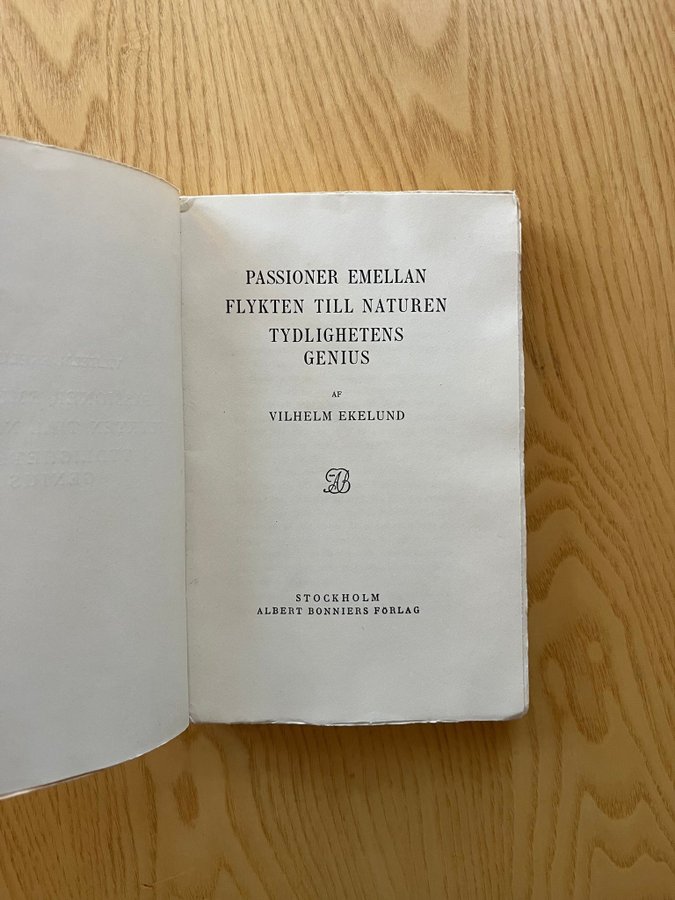 PASSIONER EMELLAN
FLYKTEN TILL NATUREN
TYDLIGHETENS
GENIUS
AF
VILHELM EKELUND
AB
STOCKHOLM
ALBERT BONNIERS FÖRLAG